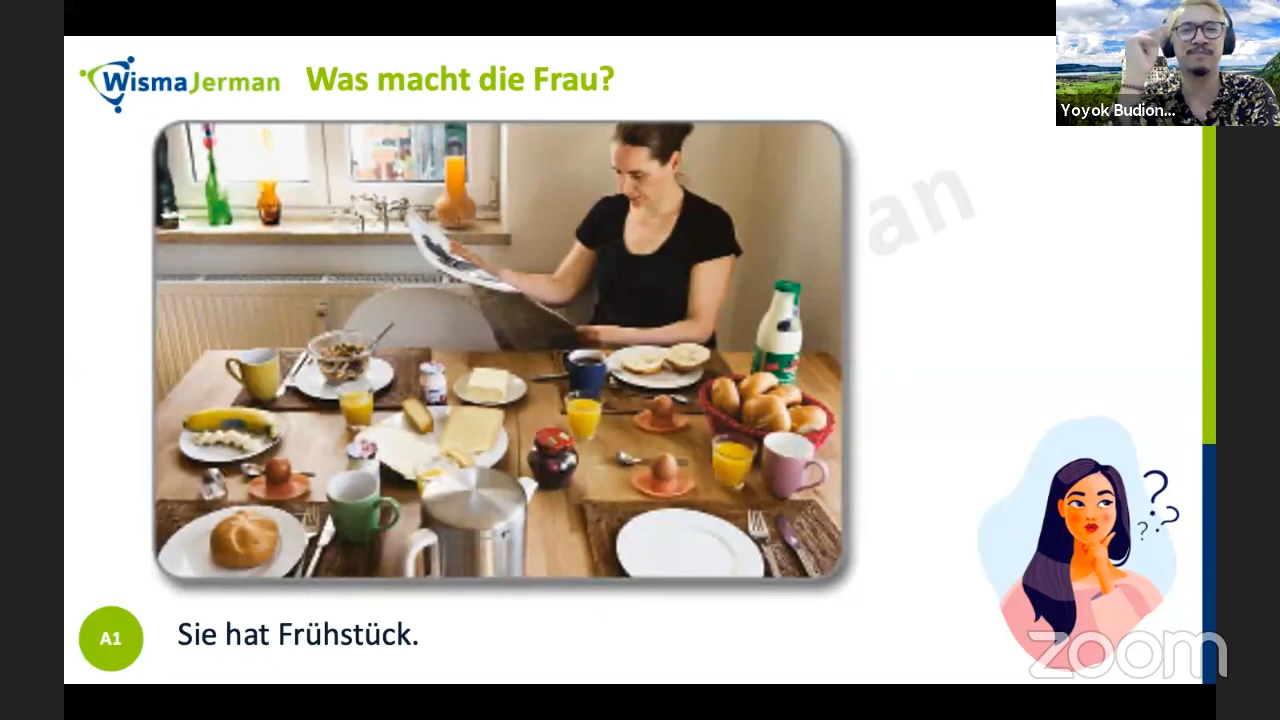 WismaJerman
Was macht die Frau?
Yoyok Budion...
an
A1
Sie hat Frühstück.
? ? ?
zoom